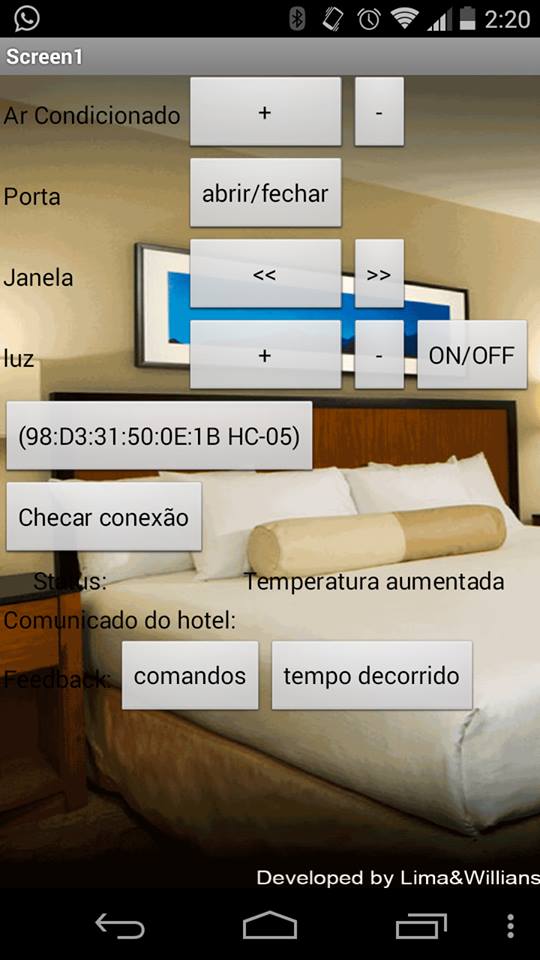 2:20
Screen1
Ar Condicionado + -
Porta abrir/fechar
Janela << >>
luz + - ON/OFF
(98:D3:31:50:0E:1B HC-05)
Checar conexão
Status: Temperatura aumentada
Comunicado do hotel:
Feedback: comandos tempo decorrido
Developed by Lima&Willians